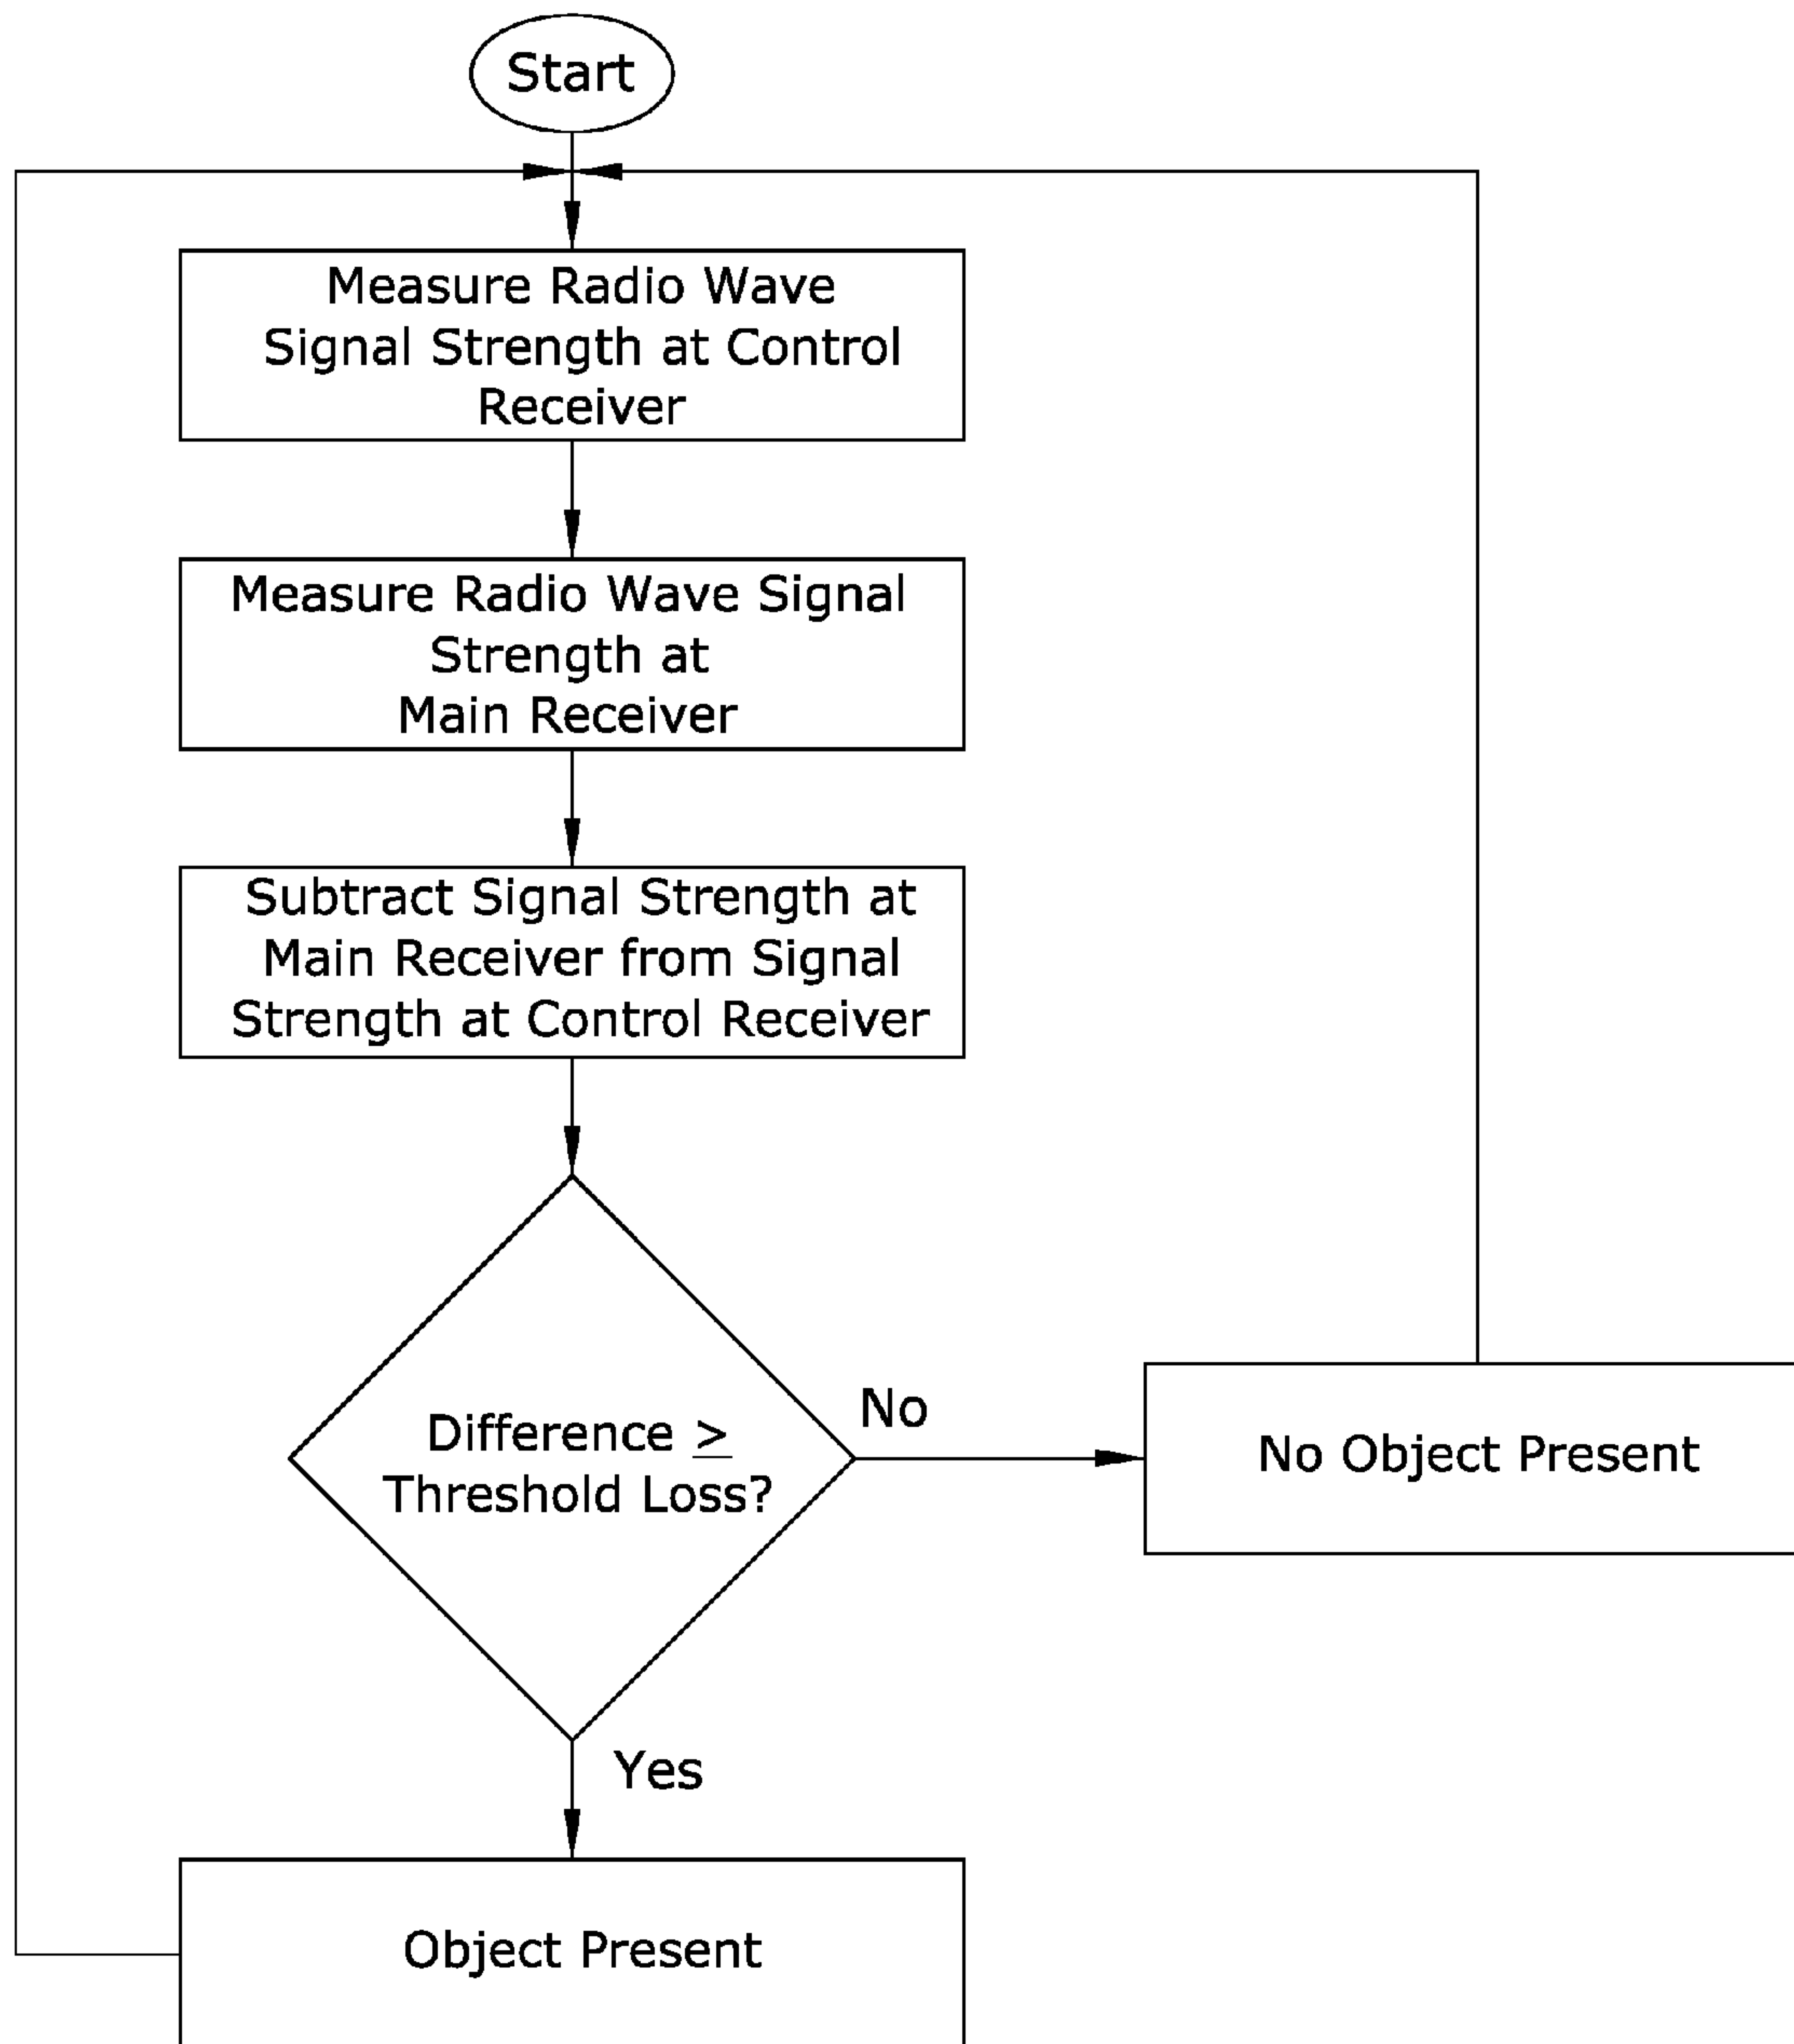 Start
Measure Radio Wave
Signal Strength at Control
Receiver
Measure Radio Wave Signal
Strength at
Main Receiver
Subtract Signal Strength at
Main Receiver from Signal
Strength at Control Receiver
Difference ≥
Threshold Loss?
No
No Object Present
Yes
Object Present